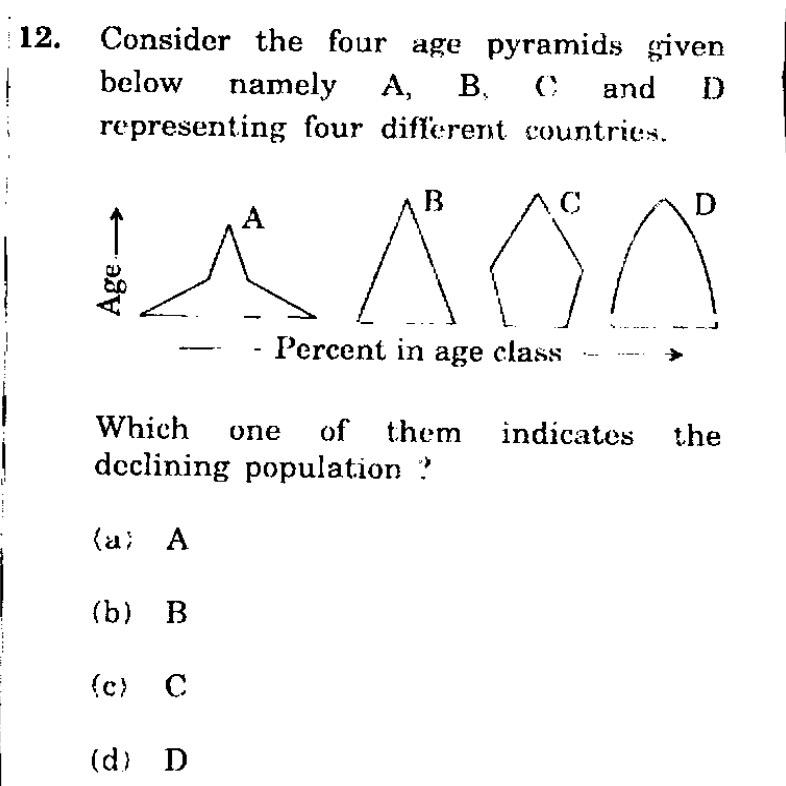 12. Consider the four age pyramids given
below namely A, B, C and D
representing four different countries.
A
B
C
D
Age
Percent in age class
Which one of them indicates the
declining population ?
(a) A
(b) B
(c) C
(d) D